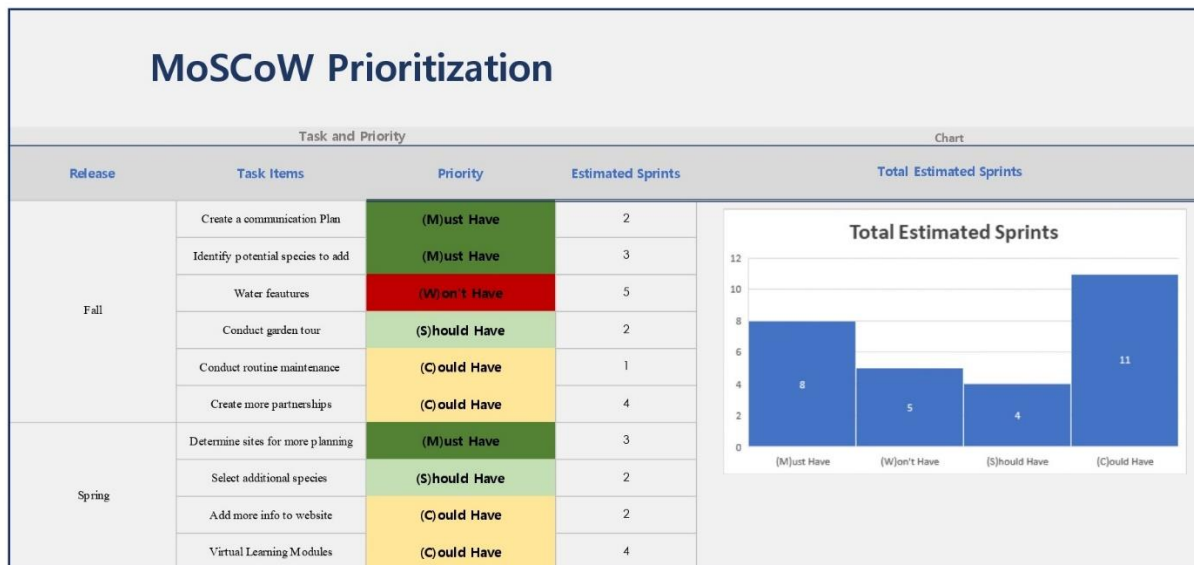 MoSCoW Prioritization
Task and Priority Chart
Release Task Items Priority Estimated Sprints Total Estimated Sprints
Fall
Create a communication Plan (M)ust Have 2
Identify potential species to add (M)ust Have 3
Water feautures (W)on't Have 5
Conduct garden tour (S)hould Have 2
Conduct routine maintenance (C)ould Have 1
Create more partnerships (C)ould Have 4
Spring
Determine sites for more planning (M)ust Have 3
Select additional species (S)hould Have 2
Add more info to website (C)ould Have 2
Virtual Learning Modules (C)ould Have 4
Total Estimated Sprints
12
10
8
6
4
2
0
8 5 4 11
(M)ust Have (W)on't Have (S)hould Have (C)ould Have